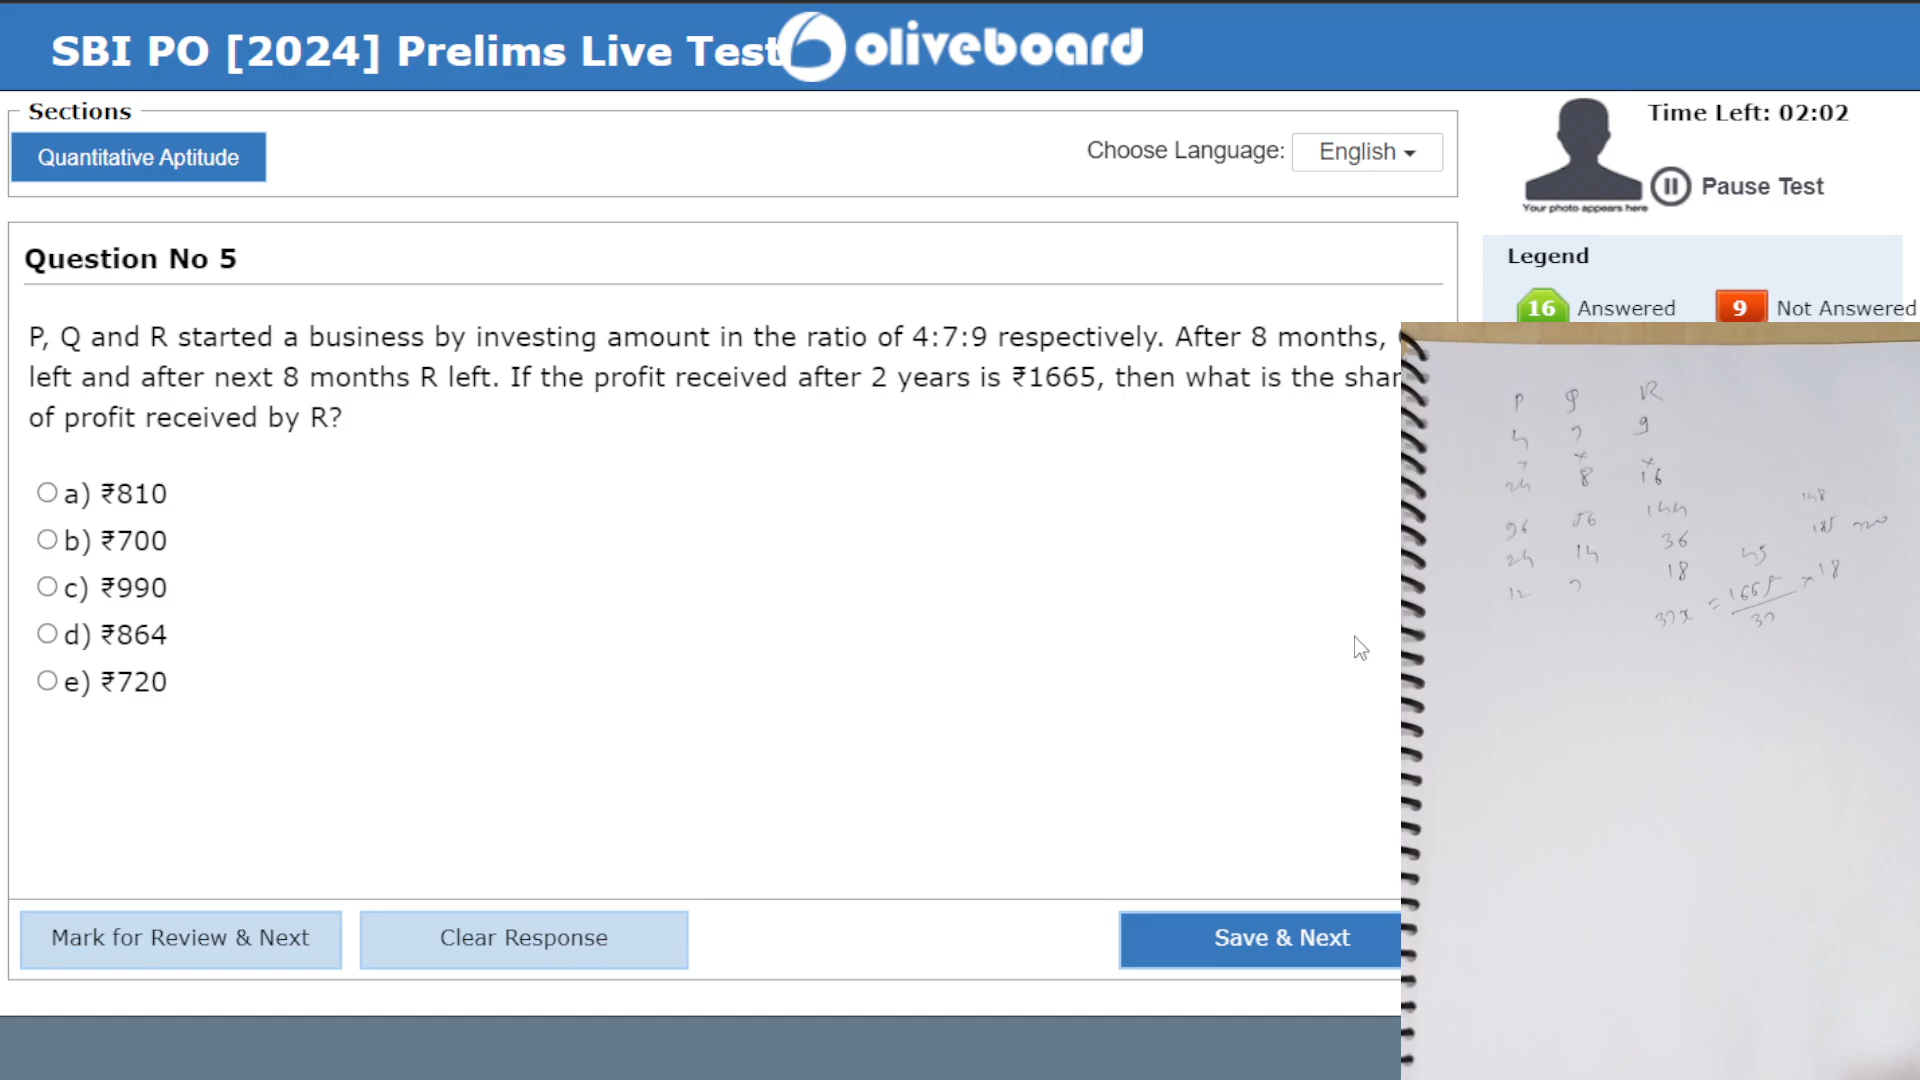 SBI PO [2024] Prelims Live Test oliveboard
Sections
Quantitative Aptitude
Choose Language: English
Time Left: 02:02
Pause Test
Your photo appears here
Legend
16 Answered 9 Not Answered
Question No 5
P, Q and R started a business by investing amount in the ratio of 4:7:9 respectively. After 8 months,
left and after next 8 months R left. If the profit received after 2 years is ₹1665, then what is the
of profit received by R?
a) ₹810
b) ₹700
c) ₹990
d) ₹864
e) ₹720
Mark for Review & Next Clear Response Save & Next
P Q R
4 7 9
× × ×
24 8 16
96 56 144
24 14 36
12 7 18
148
185
45
37x = 1665/37 × 18